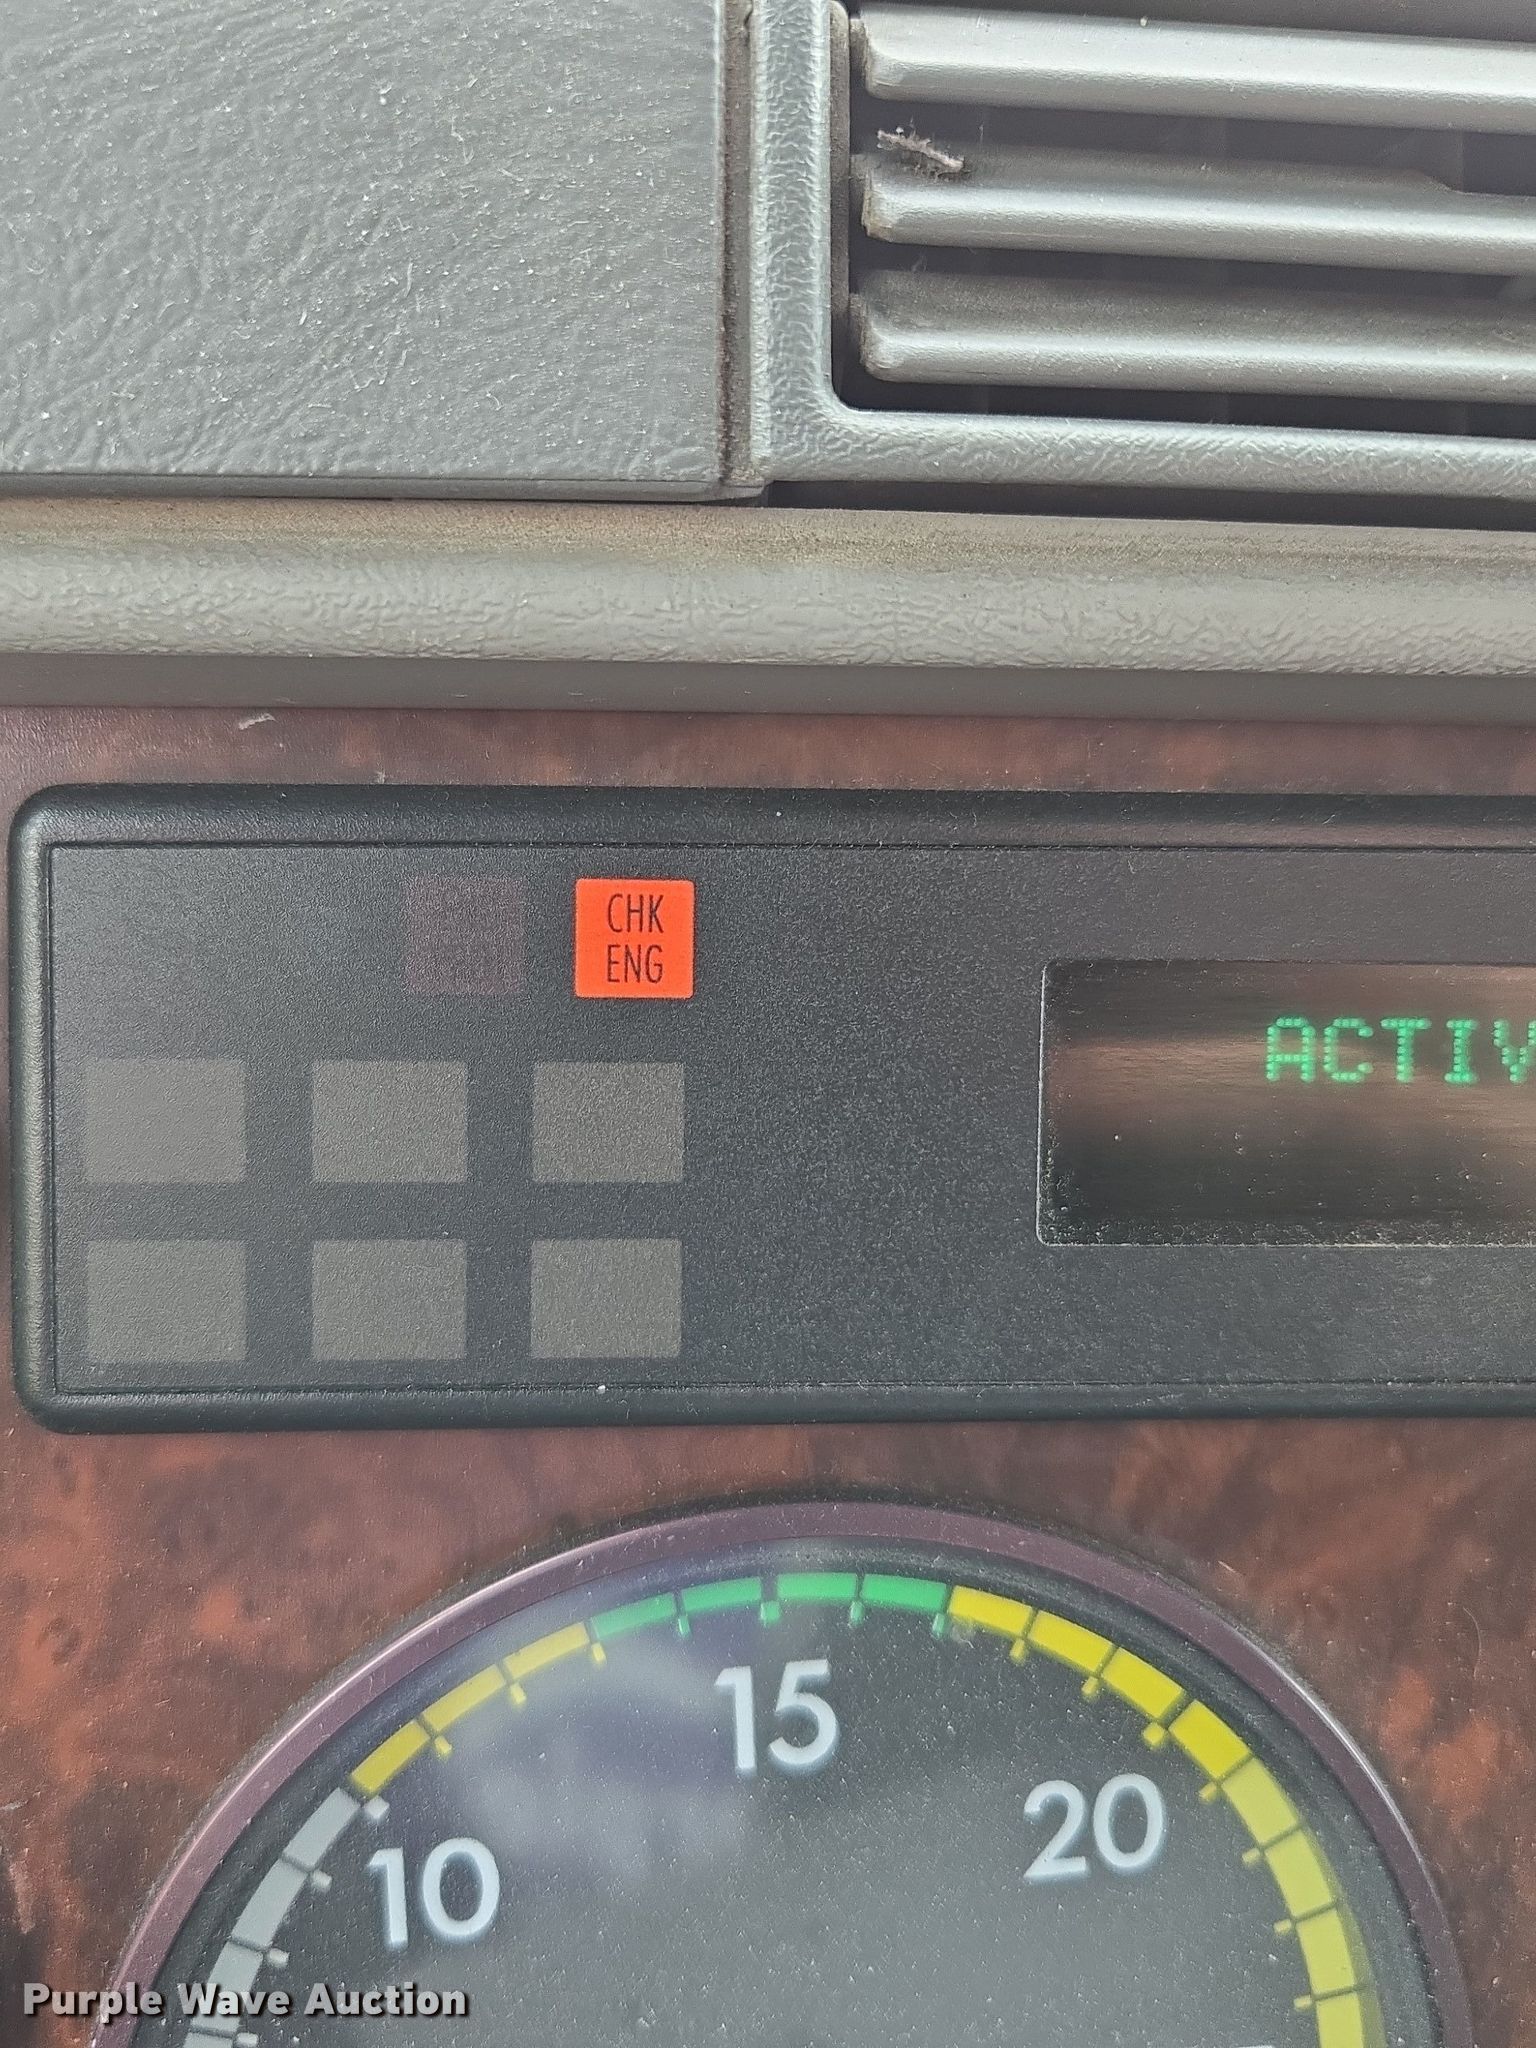 CHK
ENG
ACTIV
15
20
10
Purple Wave Auction